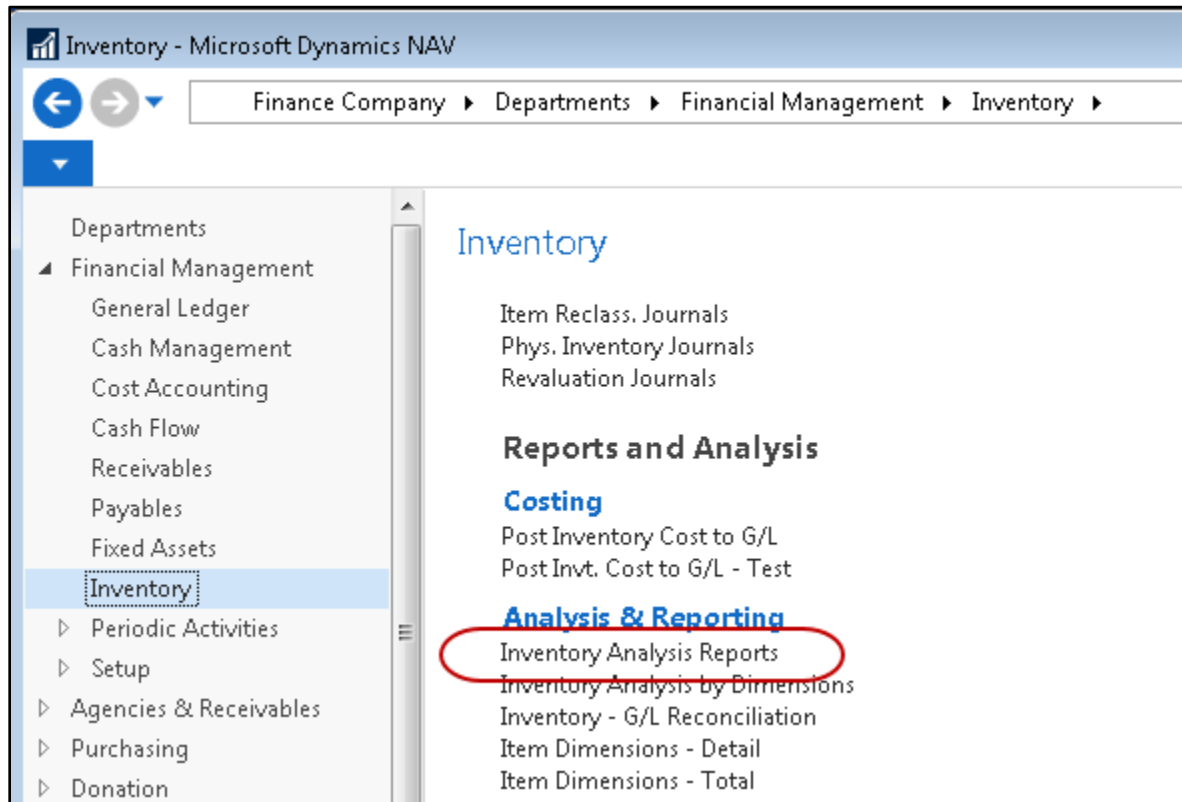 Inventory - Microsoft Dynamics NAV
Finance Company Departments Financial Management Inventory
Departments
Financial Management
General Ledger
Cash Management
Cost Accounting
Cash Flow
Receivables
Payables
Fixed Assets
Inventory
Periodic Activities
Setup
Agencies & Receivables
Purchasing
Donation
Inventory
Item Reclass. Journals
Phys. Inventory Journals
Revaluation Journals
Reports and Analysis
Costing
Post Inventory Cost to G/L
Post Invt. Cost to G/L - Test
Analysis & Reporting
Inventory Analysis Reports
Inventory Analysis by Dimensions
Inventory - G/L Reconciliation
Item Dimensions - Detail
Item Dimensions - Total